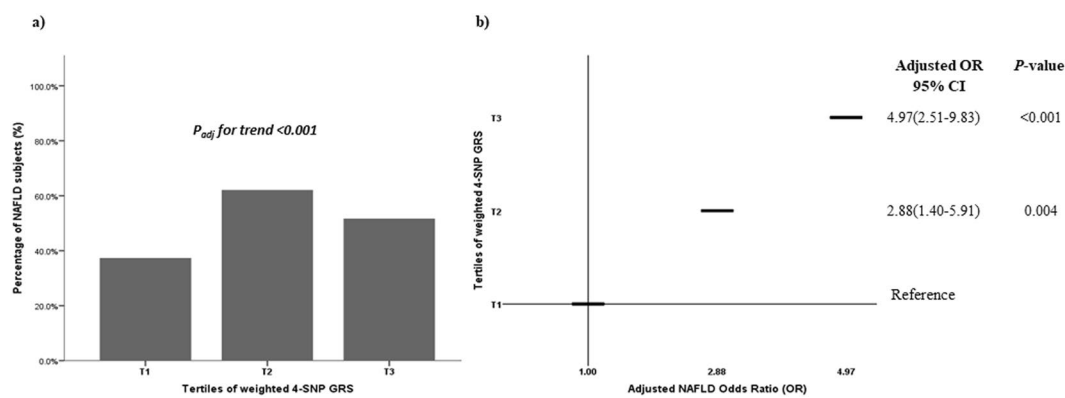 a)
Percentage of NAFLD subjects (%)
100.0%
80.0%
60.0%
40.0%
20.0%
0.0%
P_adj for trend <0.001
T1
T2
T3
Tertiles of weighted 4-SNP GRS
b)
Tertiles of weighted 4-SNP GRS
T3
T2
T1
1.00
2.88
4.97
Adjusted NAFLD Odds Ratio (OR)
Adjusted OR P-value
95% CI
4.97(2.51-9.83) <0.001
2.88(1.40-5.91) 0.004
Reference